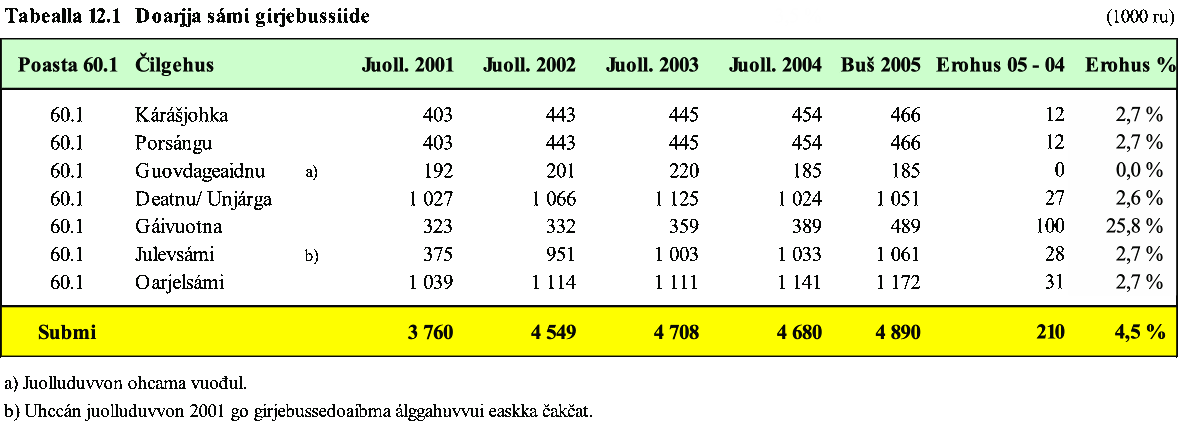 Tabealla 12.1 Doarjja sámi girjebussiide (1000 ru)
Poasta 60.1 Čilgehus Juoll. 2001 Juoll. 2002 Juoll. 2003 Juoll. 2004 Buš 2005 Erohus 05 - 04 Erohus %
60.1 Kárášjohka 403 443 445 454 466 12 2,7 %
60.1 Porsángu 403 443 445 454 466 12 2,7 %
60.1 Guovdageaidnu a) 192 201 220 185 185 0 0,0 %
60.1 Deatnu/ Unjárga 1 027 1 066 1 125 1 024 1 051 27 2,6 %
60.1 Gáivuotna 323 332 359 389 489 100 25,8 %
60.1 Julevsámi b) 375 951 1 003 1 033 1 061 28 2,7 %
60.1 Oarjelsámi 1 039 1 114 1 111 1 141 1 172 31 2,7 %
Submi 3 760 4 549 4 708 4 680 4 890 210 4,5 %
a) Juolluduvvon ohcama vuođul.
b) Uhccán juolluduvvon 2001 go girjebussedoaibma álggahuvvui easkka čakčat.